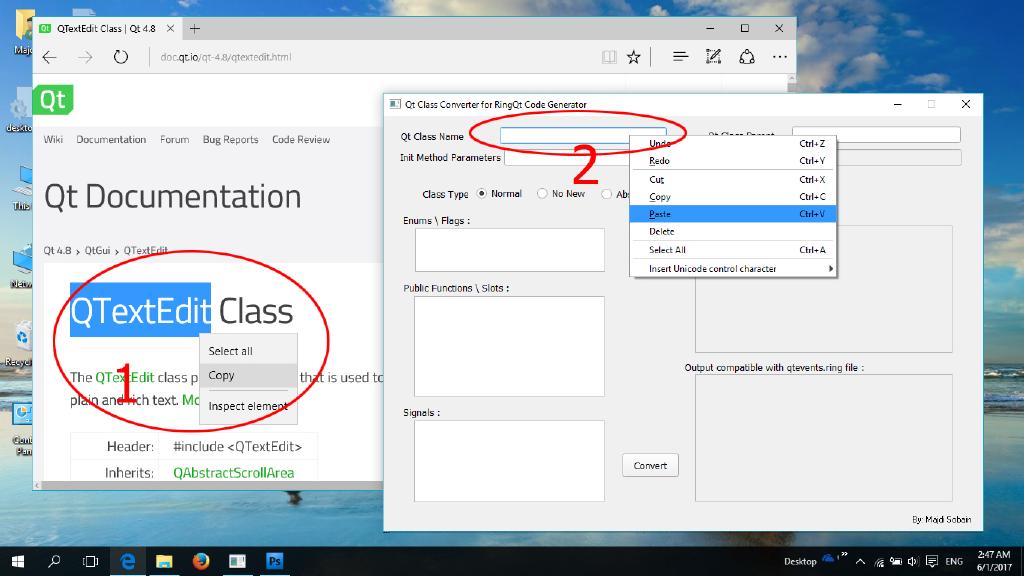 QTextEdit Class | Qt 4.8
doc.qt.io/qt-4.8/qtextedit.html
Qt
Wiki Documentation Forum Bug Reports Code Review
Qt Documentation
Qt 4.8 > QtGui > QTextEdit
QTextEdit Class
Select all
Copy
Inspect element
The QTextEdit class that is used to
plain and rich text.
1
Header: #include <QTextEdit>
Inherits: QAbstractScrollArea
Qt Class Converter for RingQt Code Generator
Qt Class Name
Qt Class Parent
Init Method Parameters
2
Class Type Normal No New
Enums \ Flags :
Public Functions \ Slots :
Signals :
Undo Ctrl+Z
Redo Ctrl+Y
Cut Ctrl+X
Copy Ctrl+C
Paste Ctrl+V
Delete
Select All Ctrl+A
Insert Unicode control character
Output compatible with qtevents.ring file :
Convert
By: Majdi Sobain
Desktop
ENG
2:47 AM
6/1/2017
Ps